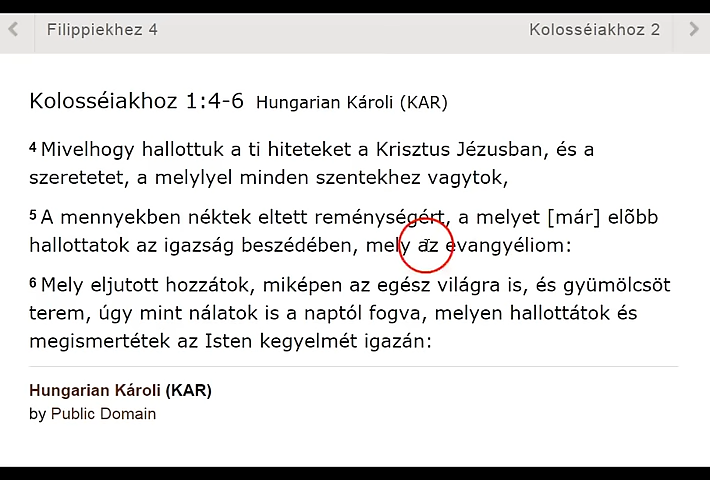 Filippiekhez 4
Kolosséiakhoz 2
Kolosséiakhoz 1:4-6 Hungarian Károli (KAR)
4 Mivelhogy hallottuk a ti hiteteket a Krisztus Jézusban, és a
szeretetet, a melylyel minden szentekhez vagytok,
5 A mennyekben néktek eltett reménységért, a melyet [már] elõbb
hallottatok az igazság beszédében, mely az evangyéliom:
6 Mely eljutott hozzátok, miképen az egész világra is, és gyümölcsöt
terem, úgy mint nálatok is a naptól fogva, melyen hallottátok és
megismertétek az Isten kegyelmét igazán:
Hungarian Károli (KAR)
by Public Domain